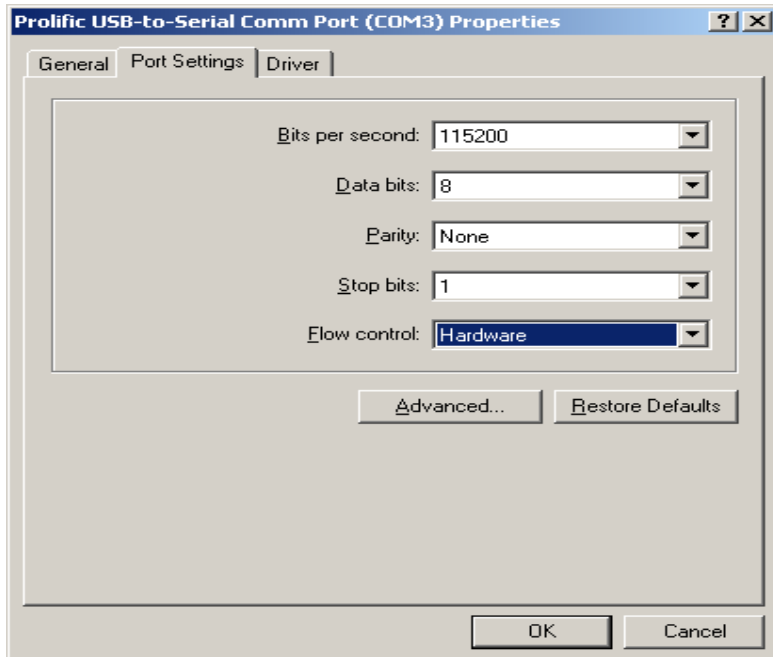 Prolific USB-to-Serial Comm Port (COM3) Properties
General Port Settings Driver
Bits per second: 115200
Data bits: 8
Parity: None
Stop bits: 1
Flow control: Hardware
Advanced... Restore Defaults
OK Cancel